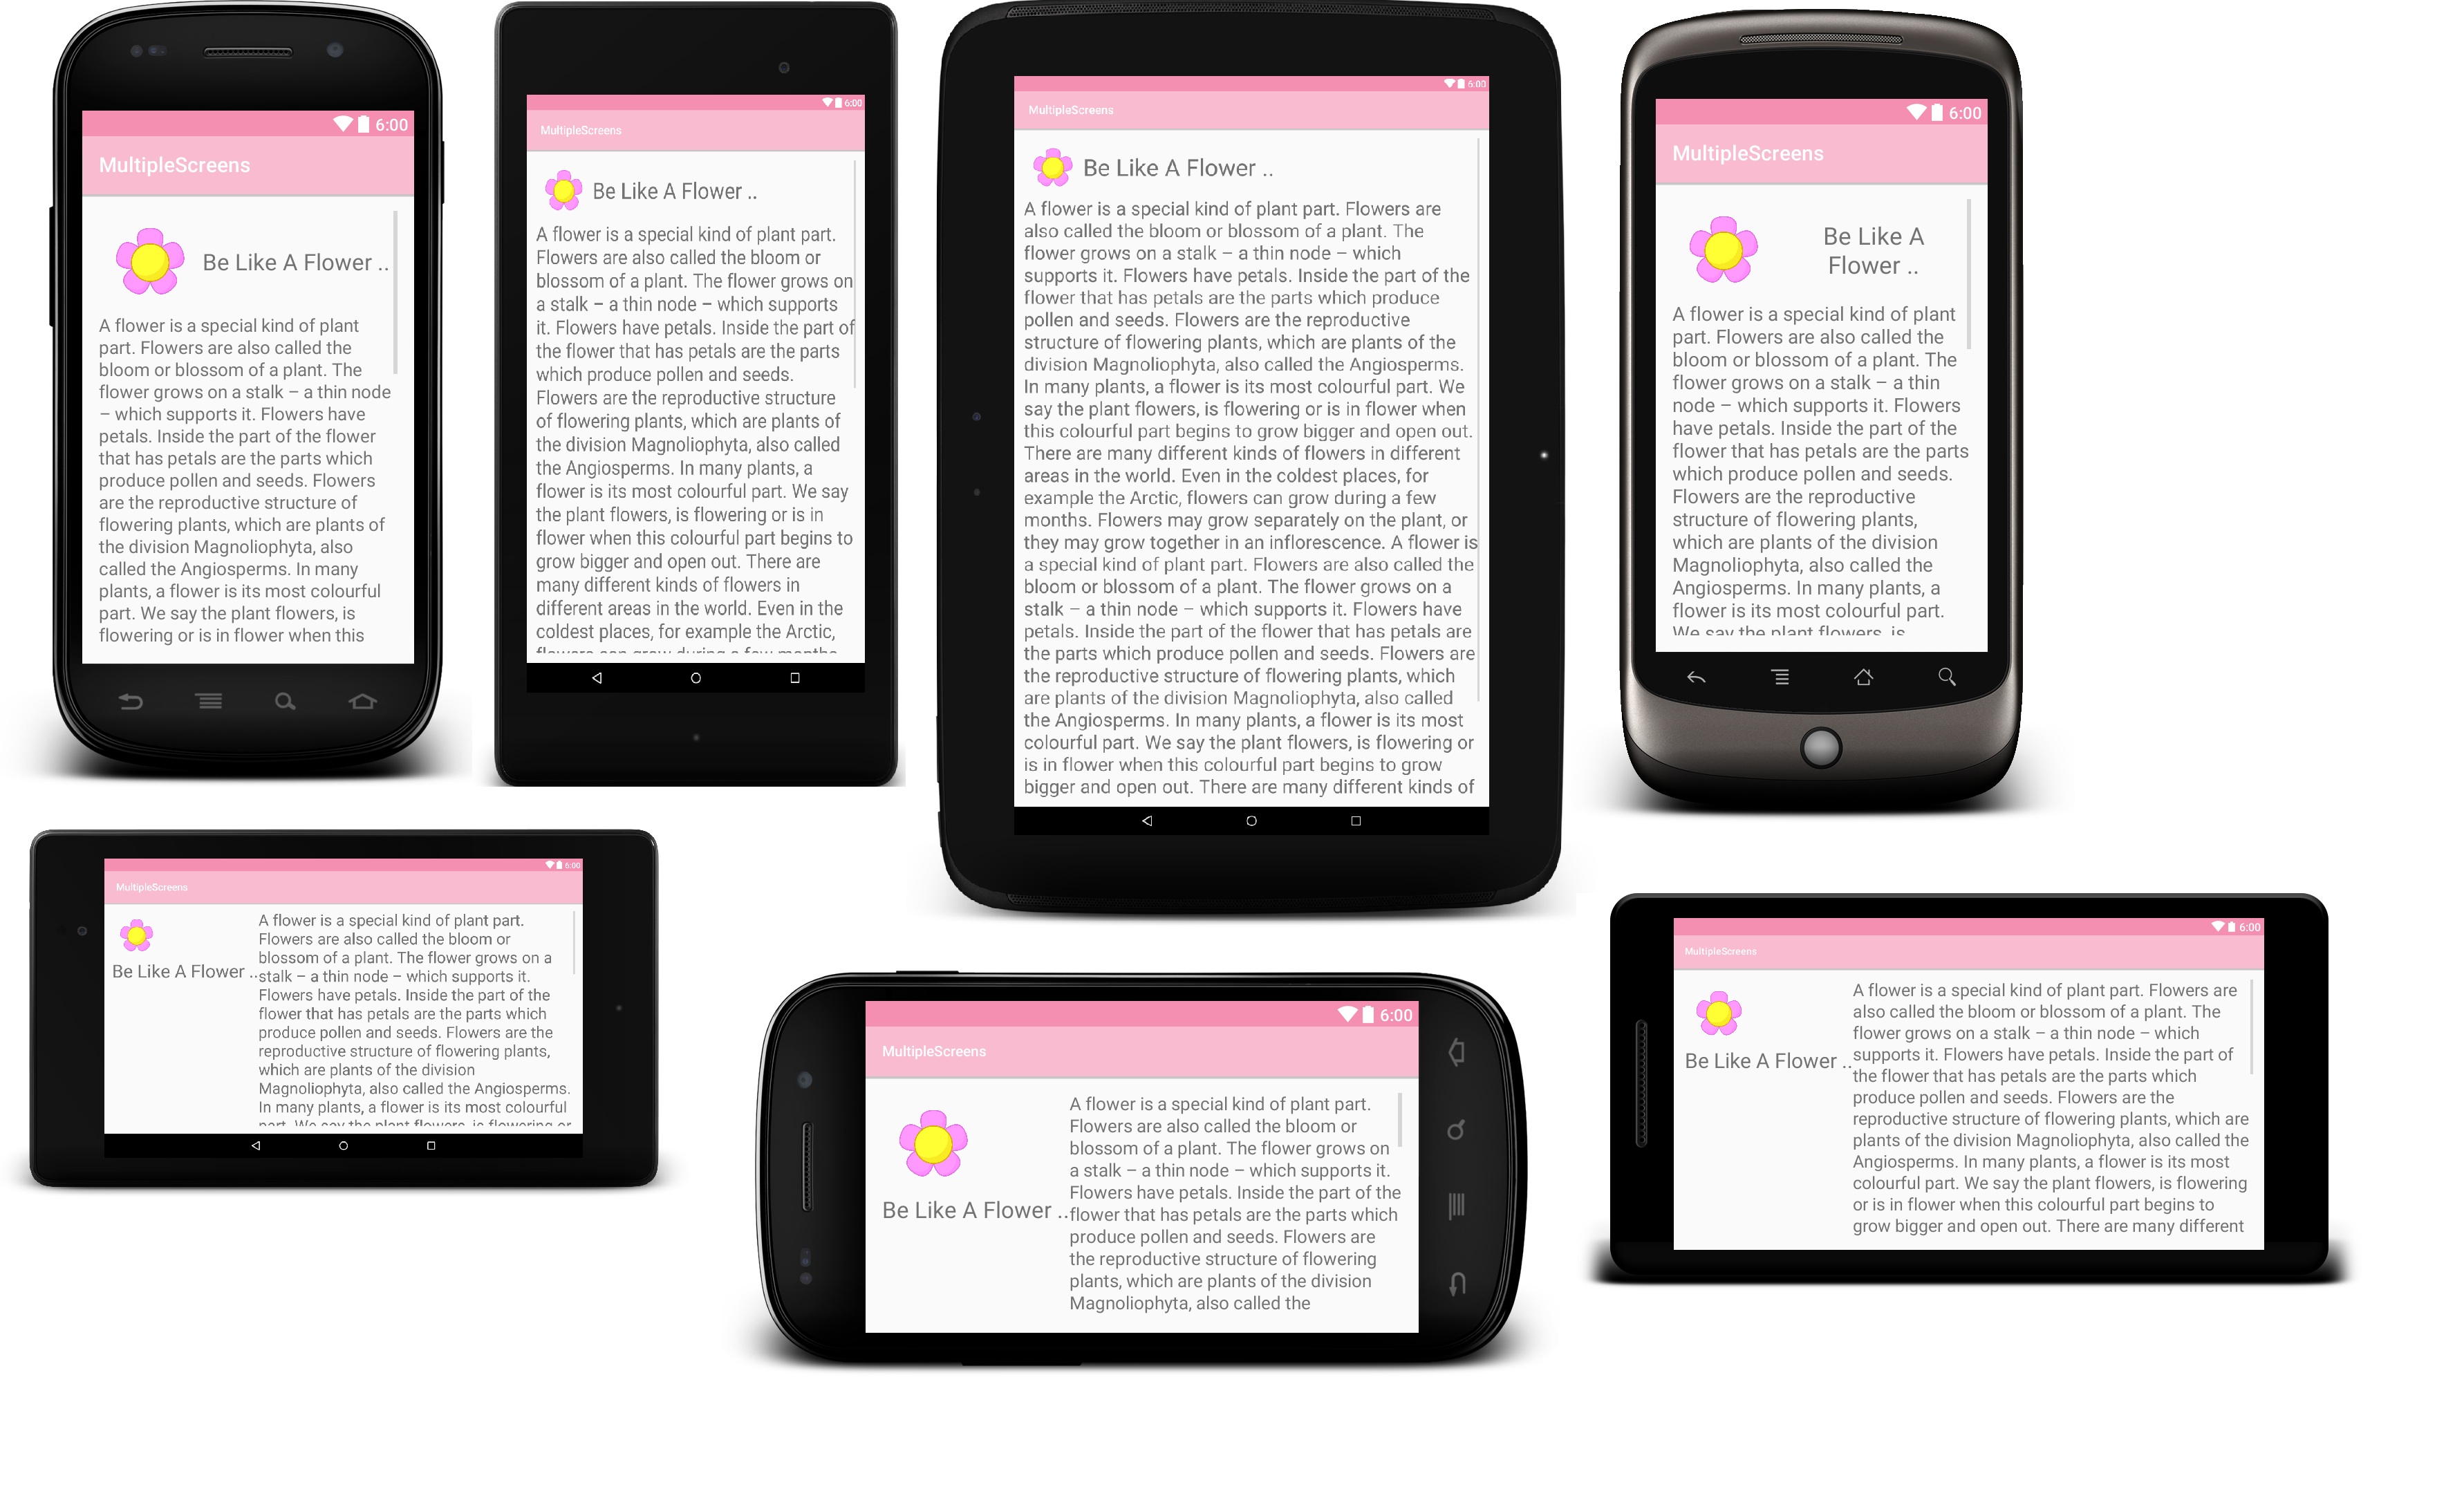 6:00
MultipleScreens
Be Like A Flower ..
A flower is a special kind of plant
part. Flowers are also called the
bloom or blossom of a plant. The
flower grows on a stalk – a thin node
– which supports it. Flowers have
petals. Inside the part of the flower
that has petals are the parts which
produce pollen and seeds. Flowers
are the reproductive structure of
flowering plants, which are plants of
the division Magnoliophyta, also
called the Angiosperms. In many
plants, a flower is its most colourful
part. We say the plant flowers, is
flowering or is in flower when this
6:00
MultipleScreens
Be Like A Flower ..
A flower is a special kind of plant part.
Flowers are also called the bloom or
blossom of a plant. The flower grows on
a stalk – a thin node – which supports
it. Flowers have petals. Inside the part of
the flower that has petals are the parts
which produce pollen and seeds.
Flowers are the reproductive structure
of flowering plants, which are plants of
the division Magnoliophyta, also called
the Angiosperms. In many plants, a
flower is its most colourful part. We say
the plant flowers, is flowering or is in
flower when this colourful part begins to
grow bigger and open out. There are
many different kinds of flowers in
different areas in the world. Even in the
coldest places, for example the Arctic,
flowers can grow during a few months
6:00
MultipleScreens
Be Like A Flower ..
A flower is a special kind of plant part. Flowers are
also called the bloom or blossom of a plant. The
flower grows on a stalk – a thin node – which
supports it. Flowers have petals. Inside the part of the
flower that has petals are the parts which produce
pollen and seeds. Flowers are the reproductive
structure of flowering plants, which are plants of the
division Magnoliophyta, also called the Angiosperms.
In many plants, a flower is its most colourful part. We
say the plant flowers, is flowering or is in flower when
this colourful part begins to grow bigger and open out.
There are many different kinds of flowers in different
areas in the world. Even in the coldest places, for
example the Arctic, flowers can grow during a few
months. Flowers may grow separately on the plant, or
they may grow together in an inflorescence. A flower is
a special kind of plant part. Flowers are also called the
bloom or blossom of a plant. The flower grows on a
stalk – a thin node – which supports it. Flowers have
petals. Inside the part of the flower that has petals are
the parts which produce pollen and seeds. Flowers are
the reproductive structure of flowering plants, which
are plants of the division Magnoliophyta, also called
the Angiosperms. In many plants, a flower is its most
colourful part. We say the plant flowers, is flowering or
is in flower when this colourful part begins to grow
bigger and open out. There are many different kinds of
6:00
MultipleScreens
Be Like A
Flower ..
A flower is a special kind of plant
part. Flowers are also called the
bloom or blossom of a plant. The
flower grows on a stalk – a thin
node – which supports it. Flowers
have petals. Inside the part of the
flower that has petals are the parts
which produce pollen and seeds.
Flowers are the reproductive
structure of flowering plants,
which are plants of the division
Magnoliophyta, also called the
Angiosperms. In many plants, a
flower is its most colourful part.
We say the plant flowers, is
6:00
MultipleScreens
Be Like A Flower ..
A flower is a special kind of plant part.
Flowers are also called the bloom or
blossom of a plant. The flower grows on a
stalk – a thin node – which supports it.
Flowers have petals. Inside the part of the
flower that has petals are the parts which
produce pollen and seeds. Flowers are the
reproductive structure of flowering plants,
which are plants of the division
Magnoliophyta, also called the Angiosperms.
In many plants, a flower is its most colourful
part. We say the plant flowers, is flowering or
6:00
MultipleScreens
Be Like A Flower ..
A flower is a special kind of plant part.
Flowers are also called the bloom or
blossom of a plant. The flower grows on
a stalk – a thin node – which supports it.
Flowers have petals. Inside the part of the
flower that has petals are the parts which
produce pollen and seeds. Flowers are
the reproductive structure of flowering
plants, which are plants of the division
Magnoliophyta, also called the
6:00
MultipleScreens
Be Like A Flower ..
A flower is a special kind of plant part. Flowers are
also called the bloom or blossom of a plant. The
flower grows on a stalk – a thin node – which
supports it. Flowers have petals. Inside the part of
the flower that has petals are the parts which
produce pollen and seeds. Flowers are the
reproductive structure of flowering plants, which are
plants of the division Magnoliophyta, also called the
Angiosperms. In many plants, a flower is its most
colourful part. We say the plant flowers, is flowering
or is in flower when this colourful part begins to
grow bigger and open out. There are many different